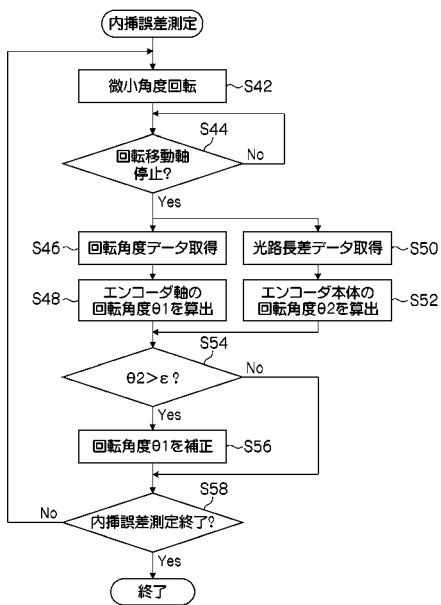 内挿誤差測定
微小角度回転
S42
S44
回転移動軸
停止?
No
Yes
S46
回転角度データ取得
光路長差データ取得
S50
S48
エンコーダ軸の
回転角度θ1を算出
エンコーダ本体の
回転角度θ2を算出
S52
S54
θ2>ε?
No
Yes
回転角度θ1を補正
S56
S58
No
内挿誤差測定終了?
Yes
終了